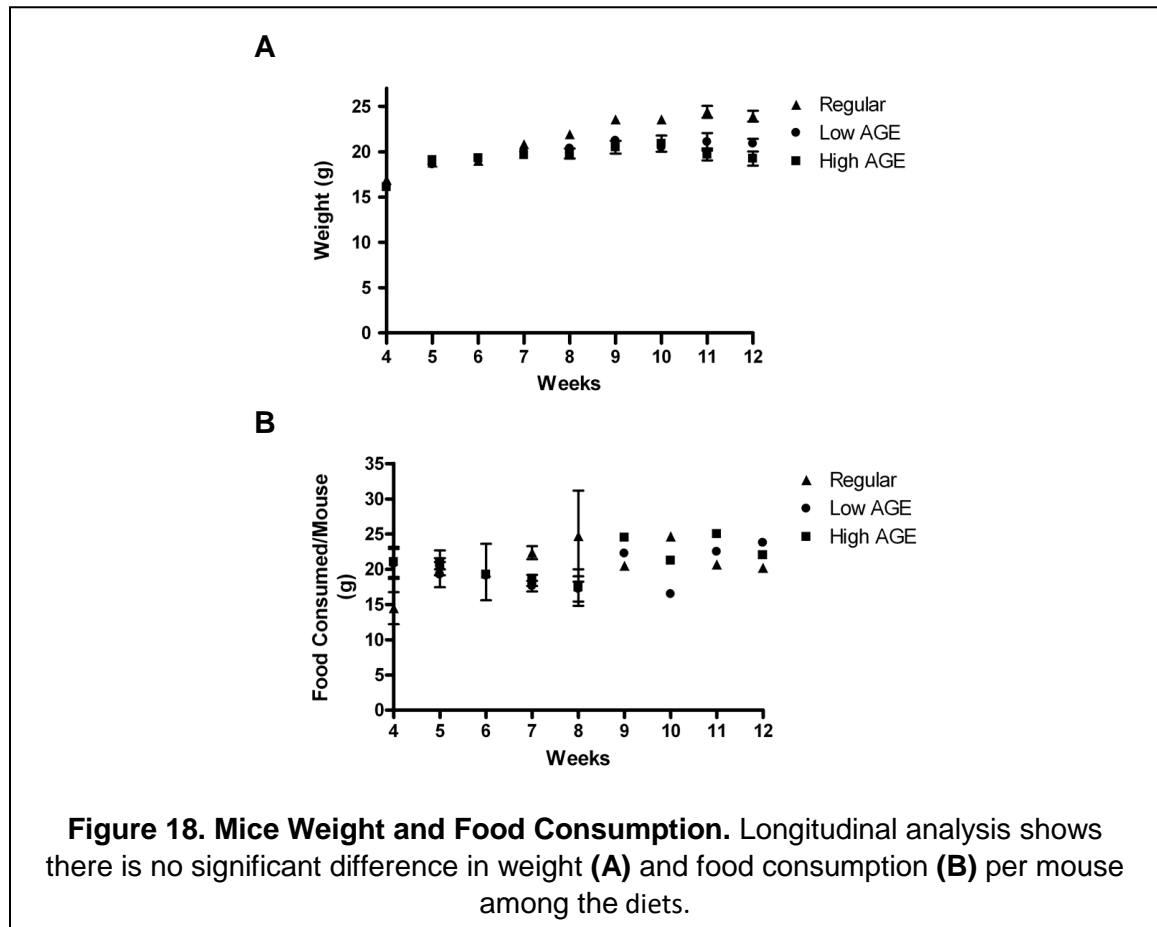 A
25
20
15
10
5
0
Weight (g)
4 5 6 7 8 9 10 11 12
Weeks
Regular
Low AGE
High AGE
B
35
30
25
20
15
10
5
0
Food Consumed/Mouse
(g)
4 5 6 7 8 9 10 11 12
Weeks
Regular
Low AGE
High AGE
Figure 18. Mice Weight and Food Consumption. Longitudinal analysis shows
there is no significant difference in weight (A) and food consumption (B) per mouse
among the diets.